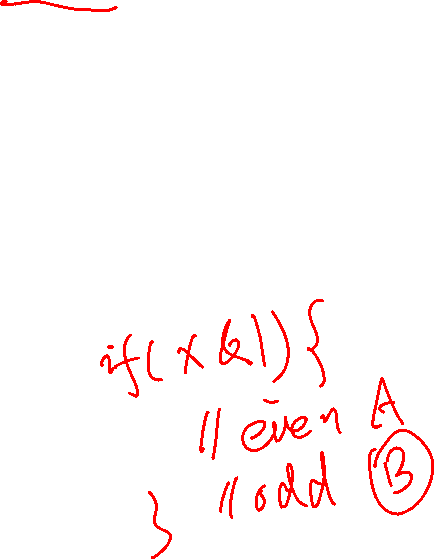 if( x & 1) {
// even A
// odd B
}